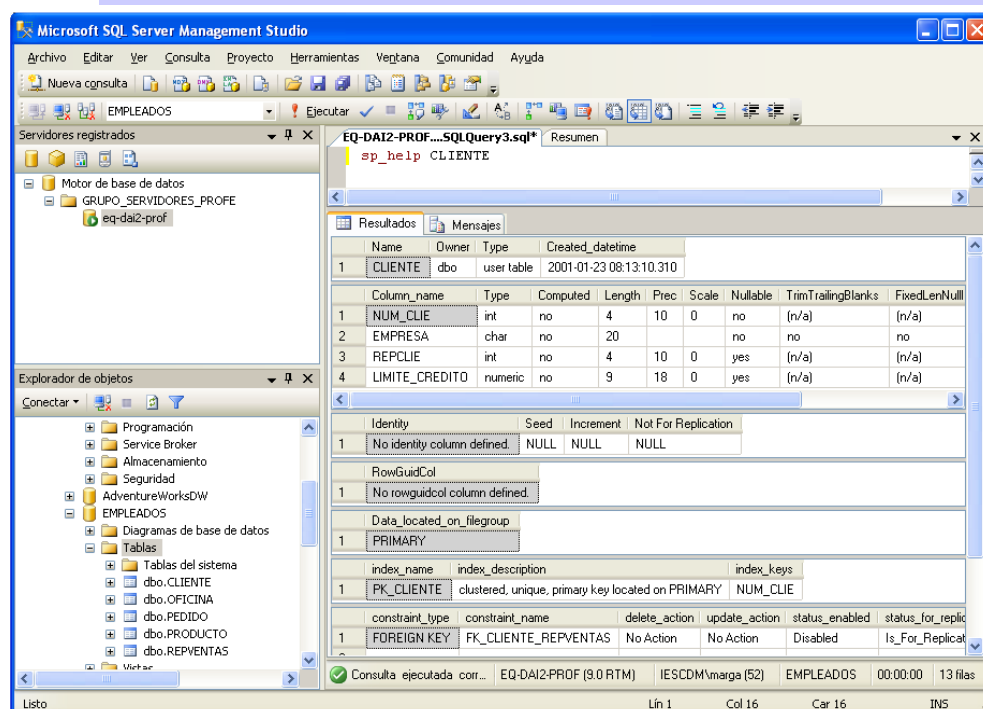 Microsoft SQL Server Management Studio
Archivo Editar Ver Consulta Proyecto Herramientas Ventana Comunidad Ayuda
Nueva consulta
EMPLEADOS Ejecutar
Servidores registrados
Motor de base de datos
GRUPO_SERVIDORES_PROFE
eq-dai2-prof
Explorador de objetos
Conectar
Programación
Service Broker
Almacenamiento
Seguridad
AdventureWorksDW
EMPLEADOS
Diagramas de base de datos
Tablas
Tablas del sistema
dbo.CLIENTE
dbo.OFICINA
dbo.PEDIDO
dbo.PRODUCTO
dbo.REPVENTAS
Vistas
EQ-DAI2-PROF....SQLQuery3.sql* Resumen
sp_help CLIENTE
Resultados Mensajes
Name Owner Type Created_datetime
1 CLIENTE dbo user table 2001-01-23 08:13:10.310
Column_name Type Computed Length Prec Scale Nullable TrimTrailingBlanks FixedLenNull
1 NUM_CLIE int no 4 10 0 no (n/a) (n/a)
2 EMPRESA char no 20 no no no
3 REPCLIE int no 4 10 0 yes (n/a) (n/a)
4 LIMITE_CREDITO numeric no 9 18 0 yes (n/a) (n/a)
Identity Seed Increment Not For Replication
1 No identity column defined. NULL NULL NULL
RowGuidCol
1 No rowguidcol column defined.
Data_located_on_filegroup
1 PRIMARY
index_name index_description index_keys
1 PK_CLIENTE clustered, unique, primary key located on PRIMARY NUM_CLIE
constraint_type constraint_name delete_action update_action status_enabled status_for_replic
1 FOREIGN KEY FK_CLIENTE_REPVENTAS No Action No Action Disabled Is_For_Replicat
Consulta ejecutada corr... EQ-DAI2-PROF (9.0 RTM) IESCDM\marga (52) EMPLEADOS 00:00:00 13 filas
Listo Lín 1 Col 16 Car 16 INS